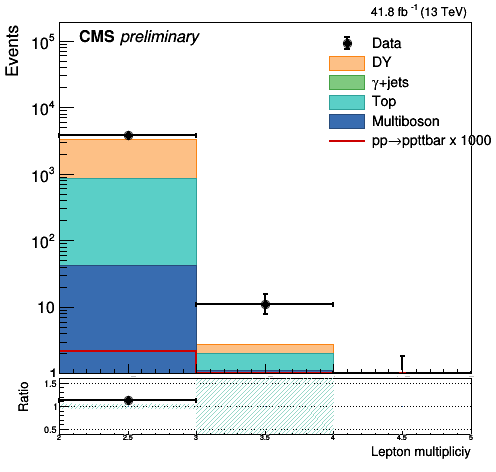 41.8 fb⁻¹ (13 TeV)
CMS preliminary
Events
10⁵
10⁴
10³
10²
10
1
Data
DY
γ+jets
Top
Multiboson
pp→ppttbar x 1000
Ratio
1.5
1
0.5
2 2.5 3 3.5 4 4.5 5
Lepton multipliciy